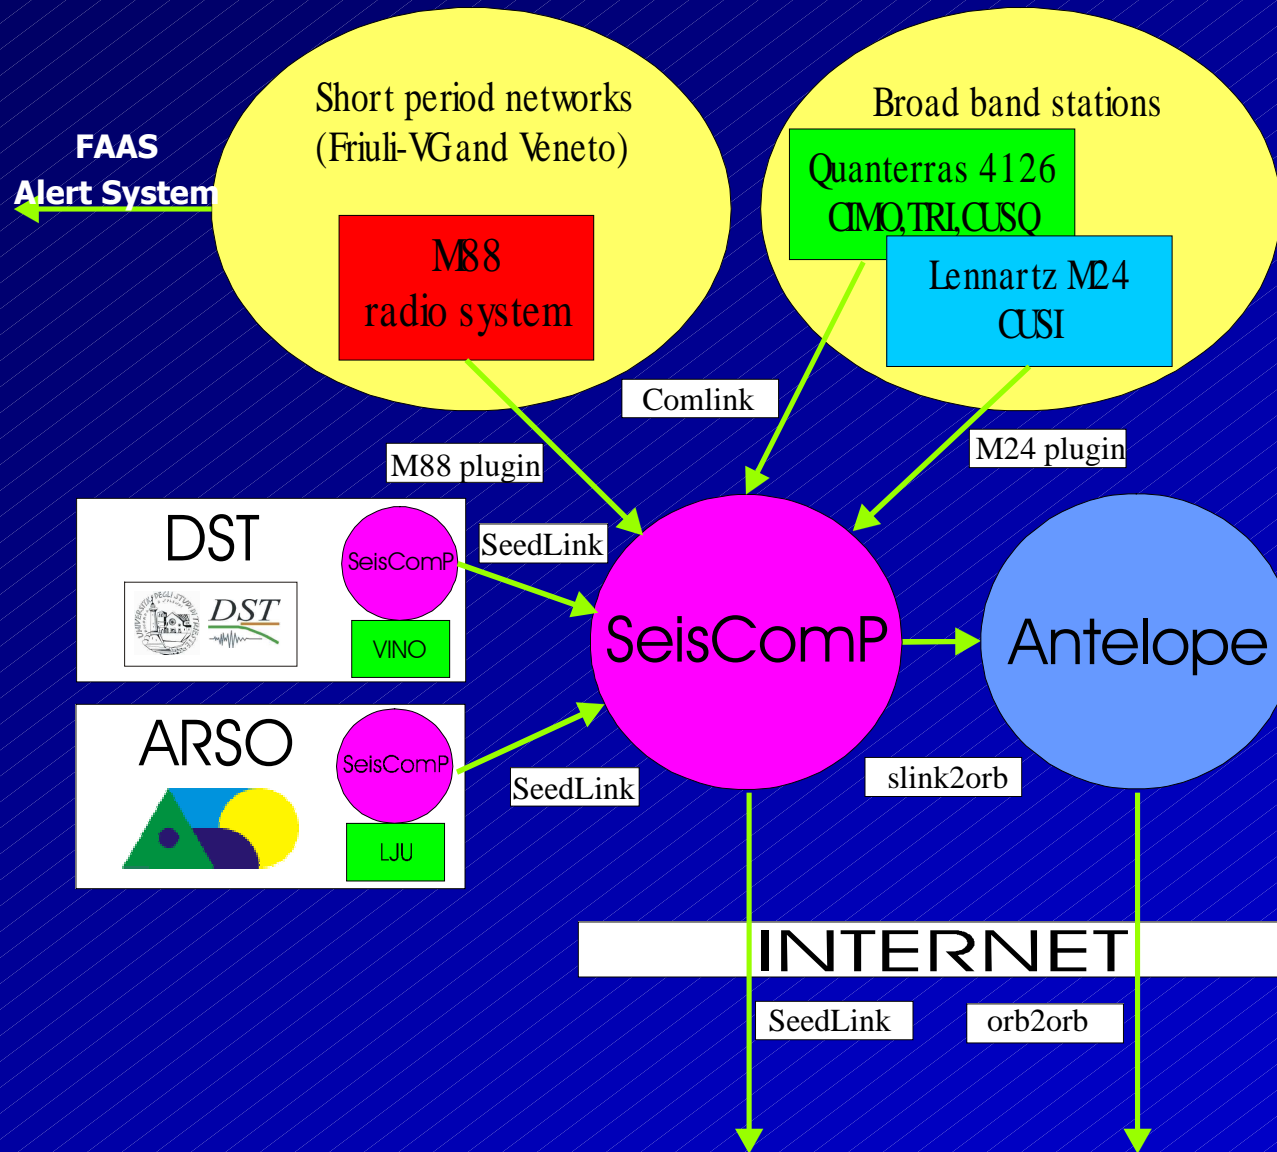 Short period networks
(Friuli-VG and Veneto)
Broad band stations
FAAS
Alert System
Quanterras 4126
CIMO, TRI, CUSQ
M88
radio system
Lennartz M24
CUSI
Comlink
M88 plugin
M24 plugin
DST
SeisComP
SeedLink
DST
VINO
SeisComP
Antelope
ARSO
SeisComP
SeedLink
slink2orb
LJU
INTERNET
SeedLink
orb2orb